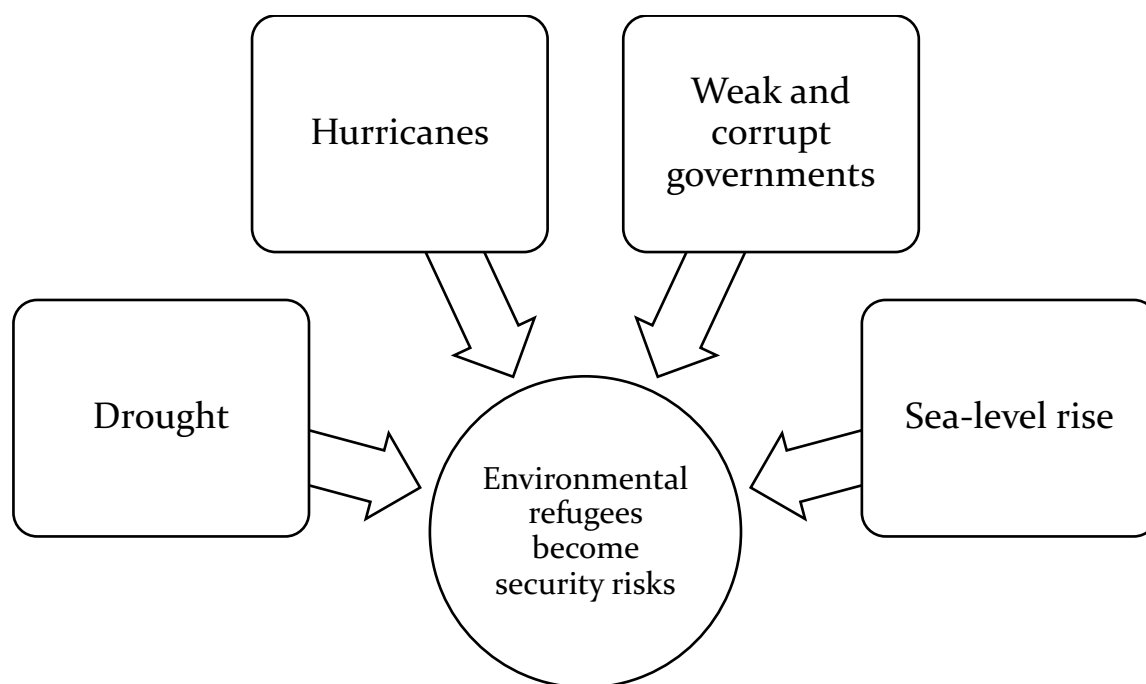 Hurricanes
Weak and
corrupt
governments
Drought
Sea-level rise
Environmental
refugees
become
security risks